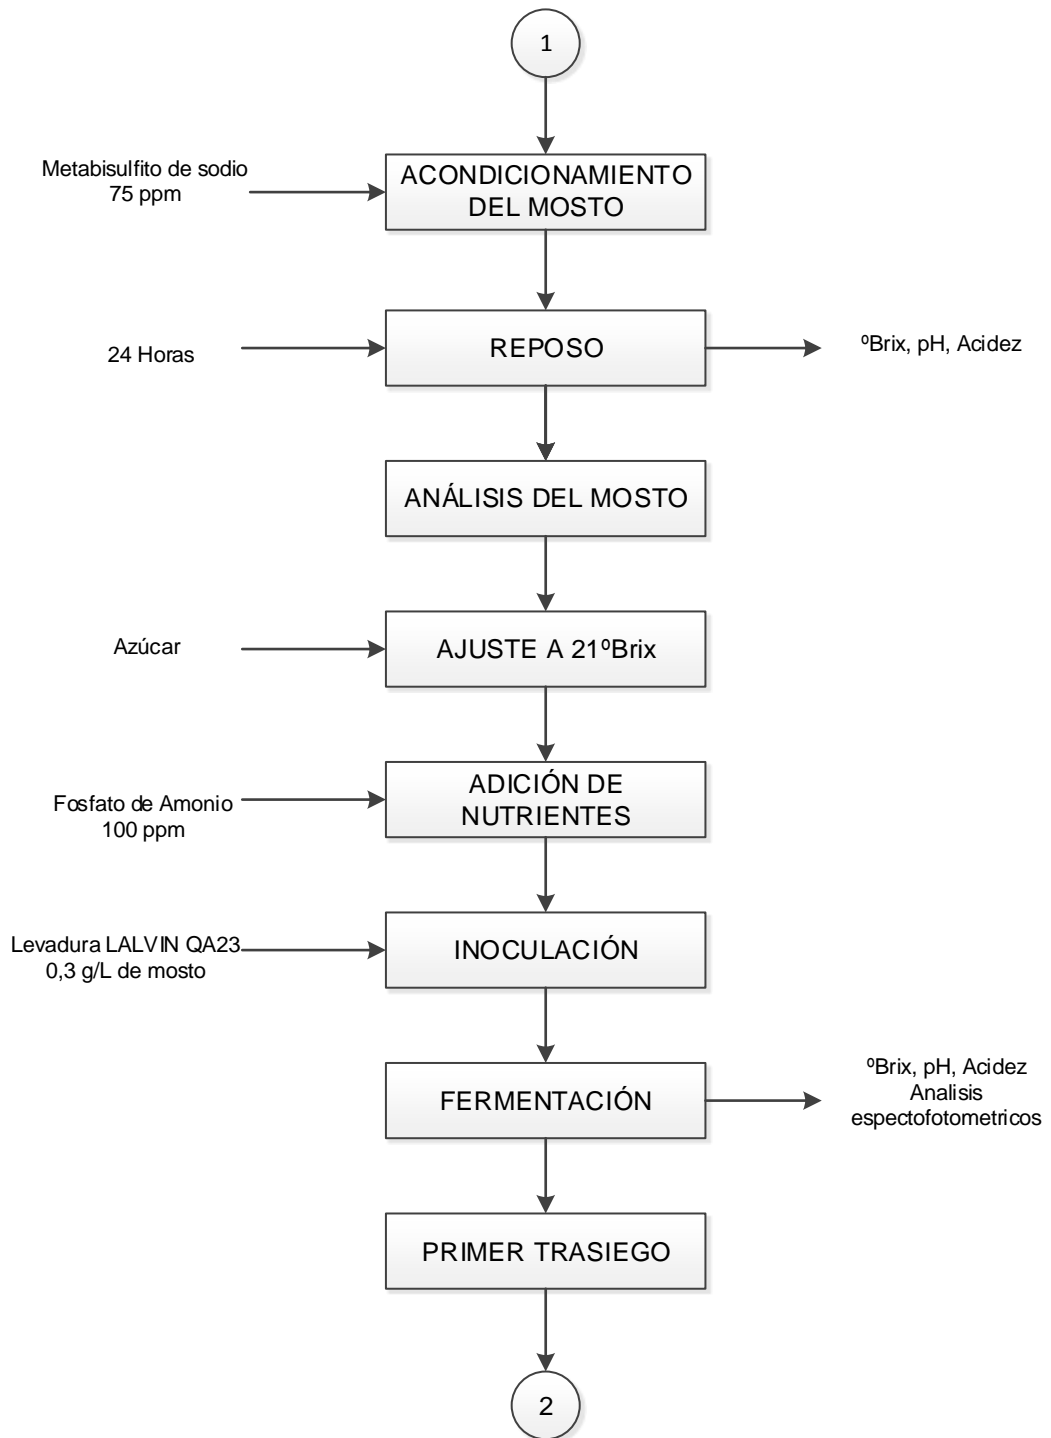 1
Metabisulfito de sodio
75 ppm
ACONDICIONAMIENTO
DEL MOSTO
24 Horas
REPOSO
ºBrix, pH, Acidez
ANÁLISIS DEL MOSTO
Azúcar
AJUSTE A 21ºBrix
Fosfato de Amonio
100 ppm
ADICIÓN DE
NUTRIENTES
Levadura LALVIN QA23
0,3 g/L de mosto
INOCULACIÓN
FERMENTACIÓN
ºBrix, pH, Acidez
Analisis
espectofotometricos
PRIMER TRASIEGO
2